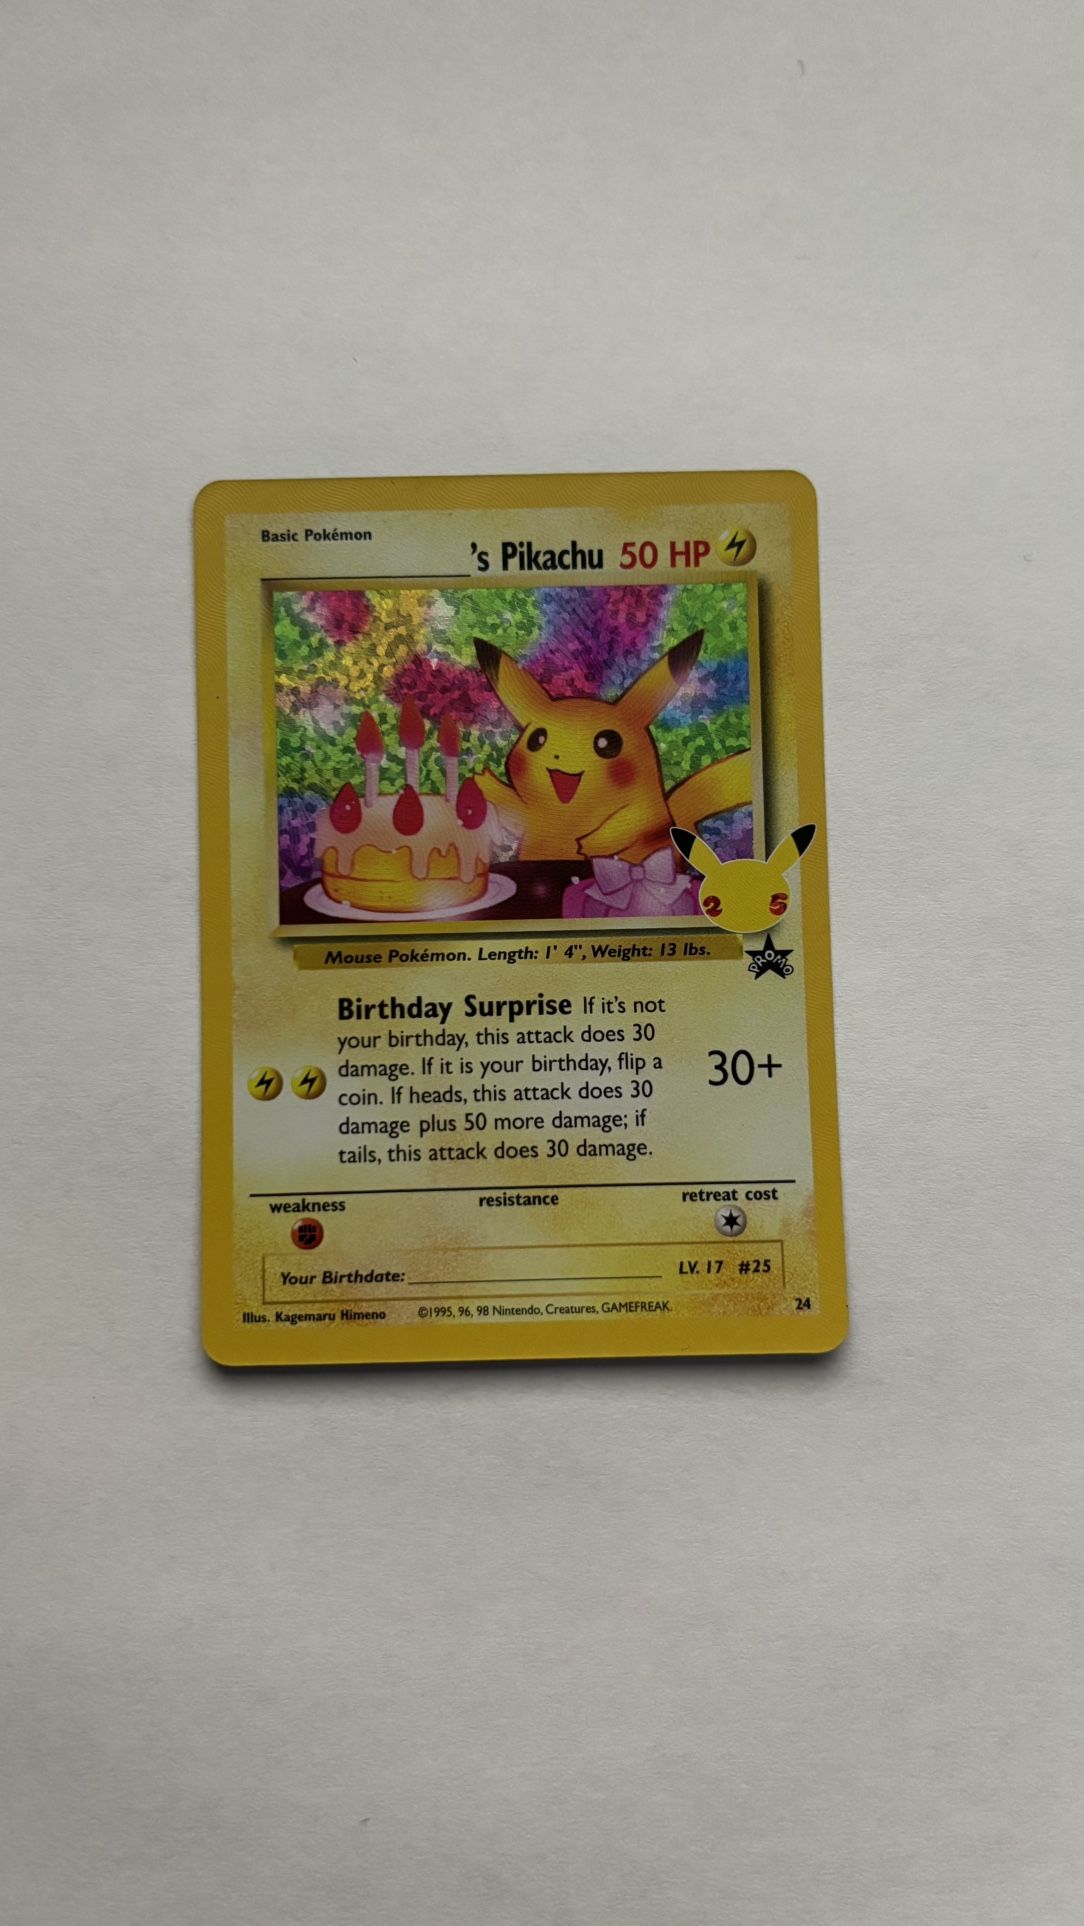 Basic Pokémon
's Pikachu 50 HP
25
Mouse Pokémon. Length: 1' 4", Weight: 13 lbs.
PROMO
Birthday Surprise If it's not
your birthday, this attack does 30
damage. If it is your birthday, flip a
coin. If heads, this attack does 30
damage plus 50 more damage; if
tails, this attack does 30 damage.
30+
weakness resistance retreat cost
Your Birthdate: LV. 17 #25
Illus. Kagemaru Himeno ©1995, 96, 98 Nintendo, Creatures, GAMEFREAK. 24